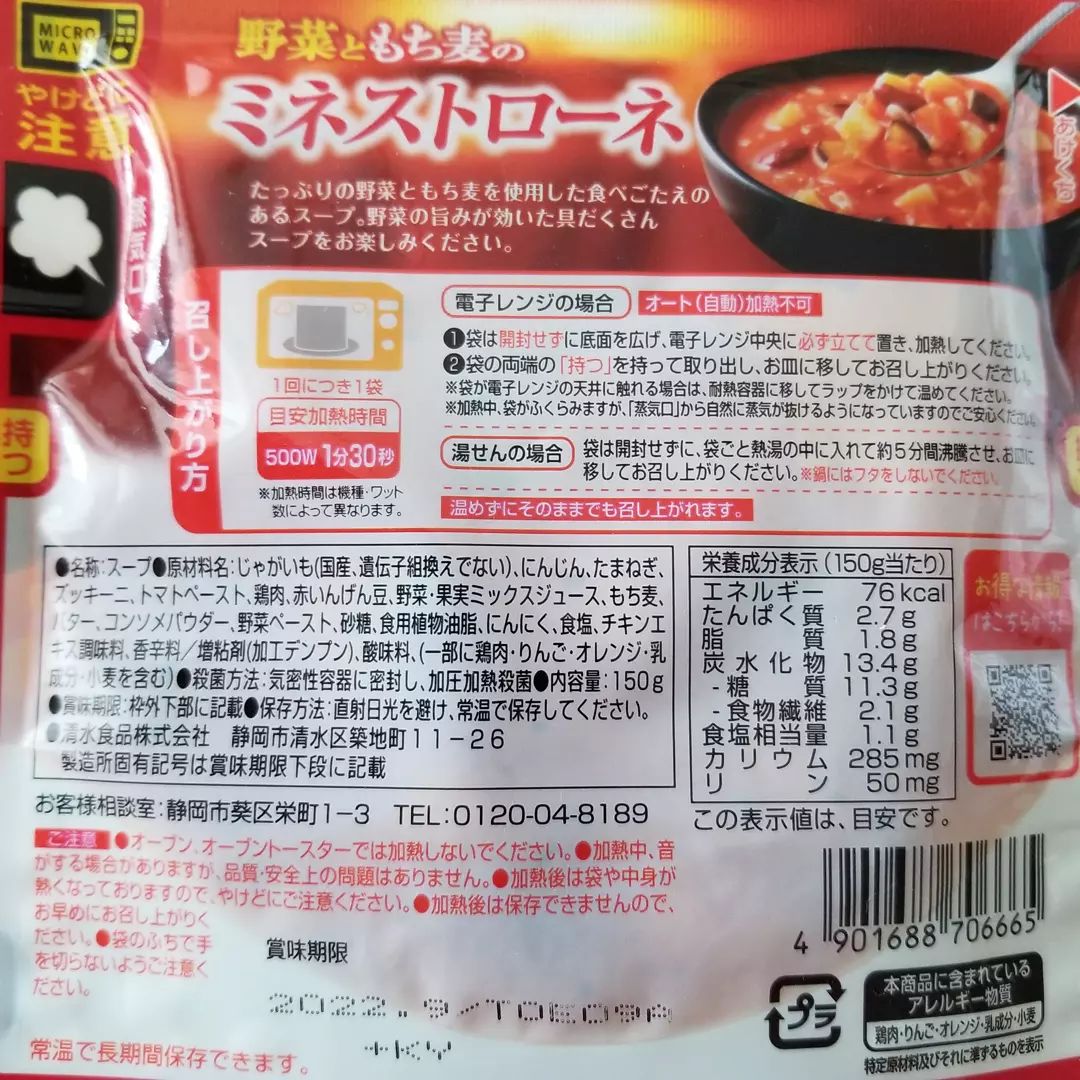 MICRO
WAVE
やけどに
注意
蒸気口
持つ
野菜ともち麦の
ミネストローネ
たっぷりの野菜ともち麦を使用した食べごたえの
あるスープ。野菜の旨みが効いた具だくさん
スープをお楽しみください。
あけくち
召し上がり方
1回につき1袋
目安加熱時間
500W 1分30秒
※加熱時間は機種・ワット
数によって異なります。
電子レンジの場合 オート(自動)加熱不可
❶袋は開封せずに底面を広げ、電子レンジ中央に必ず立てて置き、加熱してください。
❷袋の両端の「持つ」を持って取り出し、お皿に移してお召し上がりください。
※袋が電子レンジの天井に触れる場合は、耐熱容器に移してラップをかけて温めてください。
※加熱中、袋がふくらみますが、「蒸気口」から自然に蒸気が抜けるようになっていますのでご安心ください。
湯せんの場合 袋は開封せずに、袋ごと熱湯の中に入れて約5分間沸騰させ、お皿に
移してお召し上がりください。※鍋にはフタをしないでください。
温めずにそのままでも召し上がれます。
●名称:スープ●原材料名:じゃがいも(国産、遺伝子組換えでない)、にんじん、たまねぎ、
ズッキーニ、トマトペースト、鶏肉、赤いんげん豆、野菜・果実ミックスジュース、もち麦、
バター、コンソメパウダー、野菜ペースト、砂糖、食用植物油脂、にんにく、食塩、チキンエ
キス調味料、香辛料/増粘剤(加工デンプン)、酸味料、(一部に鶏肉・りんご・オレンジ・乳
成分・小麦を含む)●殺菌方法:気密性容器に密封し、加圧加熱殺菌●内容量:150g
●賞味期限:枠外下部に記載●保存方法:直射日光を避け、常温で保存してください。
●清水食品株式会社 静岡市清水区築地町11-26
製造所固有記号は賞味期限下段に記載
栄養成分表示(150g当たり)
エネルギー 76kcal
たんぱく質 2.7g
脂質 1.8g
炭水化物 13.4g
-糖質 11.3g
-食物繊維 2.1g
食塩相当量 1.1g
カリウム 285mg
リン 50mg
この表示値は、目安です。
お得な情報
はこちらから!
お客様相談室:静岡市葵区栄町1-3 TEL:0120-04-8189
ご注意 ●オーブン、オーブントースターでは加熱しないでください。●加熱中、音
がする場合がありますが、品質・安全上の問題はありません。●加熱後は袋や中身が
熱くなっておりますので、やけどにご注意ください。●加熱後は保存できませんので、
お早めにお召し上がりく
ださい。●袋のふちで手
を切らないようご注意く
ださい。
賞味期限
2022.9/TOE09A
+KY
常温で長期間保存できます。
4 901688 706665
プラ
本商品に含まれている
アレルギー物質
鶏肉・りんご・オレンジ・乳成分・小麦
特定原材料及びそれに準ずるものを表示